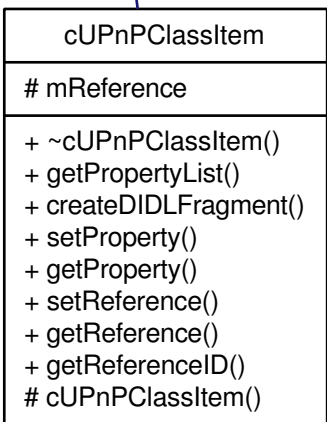 cUPnPClassItem
# mReference
+ ~cUPnPClassItem()
+ getPropertyList()
+ createDIDLFragment()
+ setProperty()
+ getProperty()
+ setReference()
+ getReference()
+ getReferenceID()
# cUPnPClassItem()